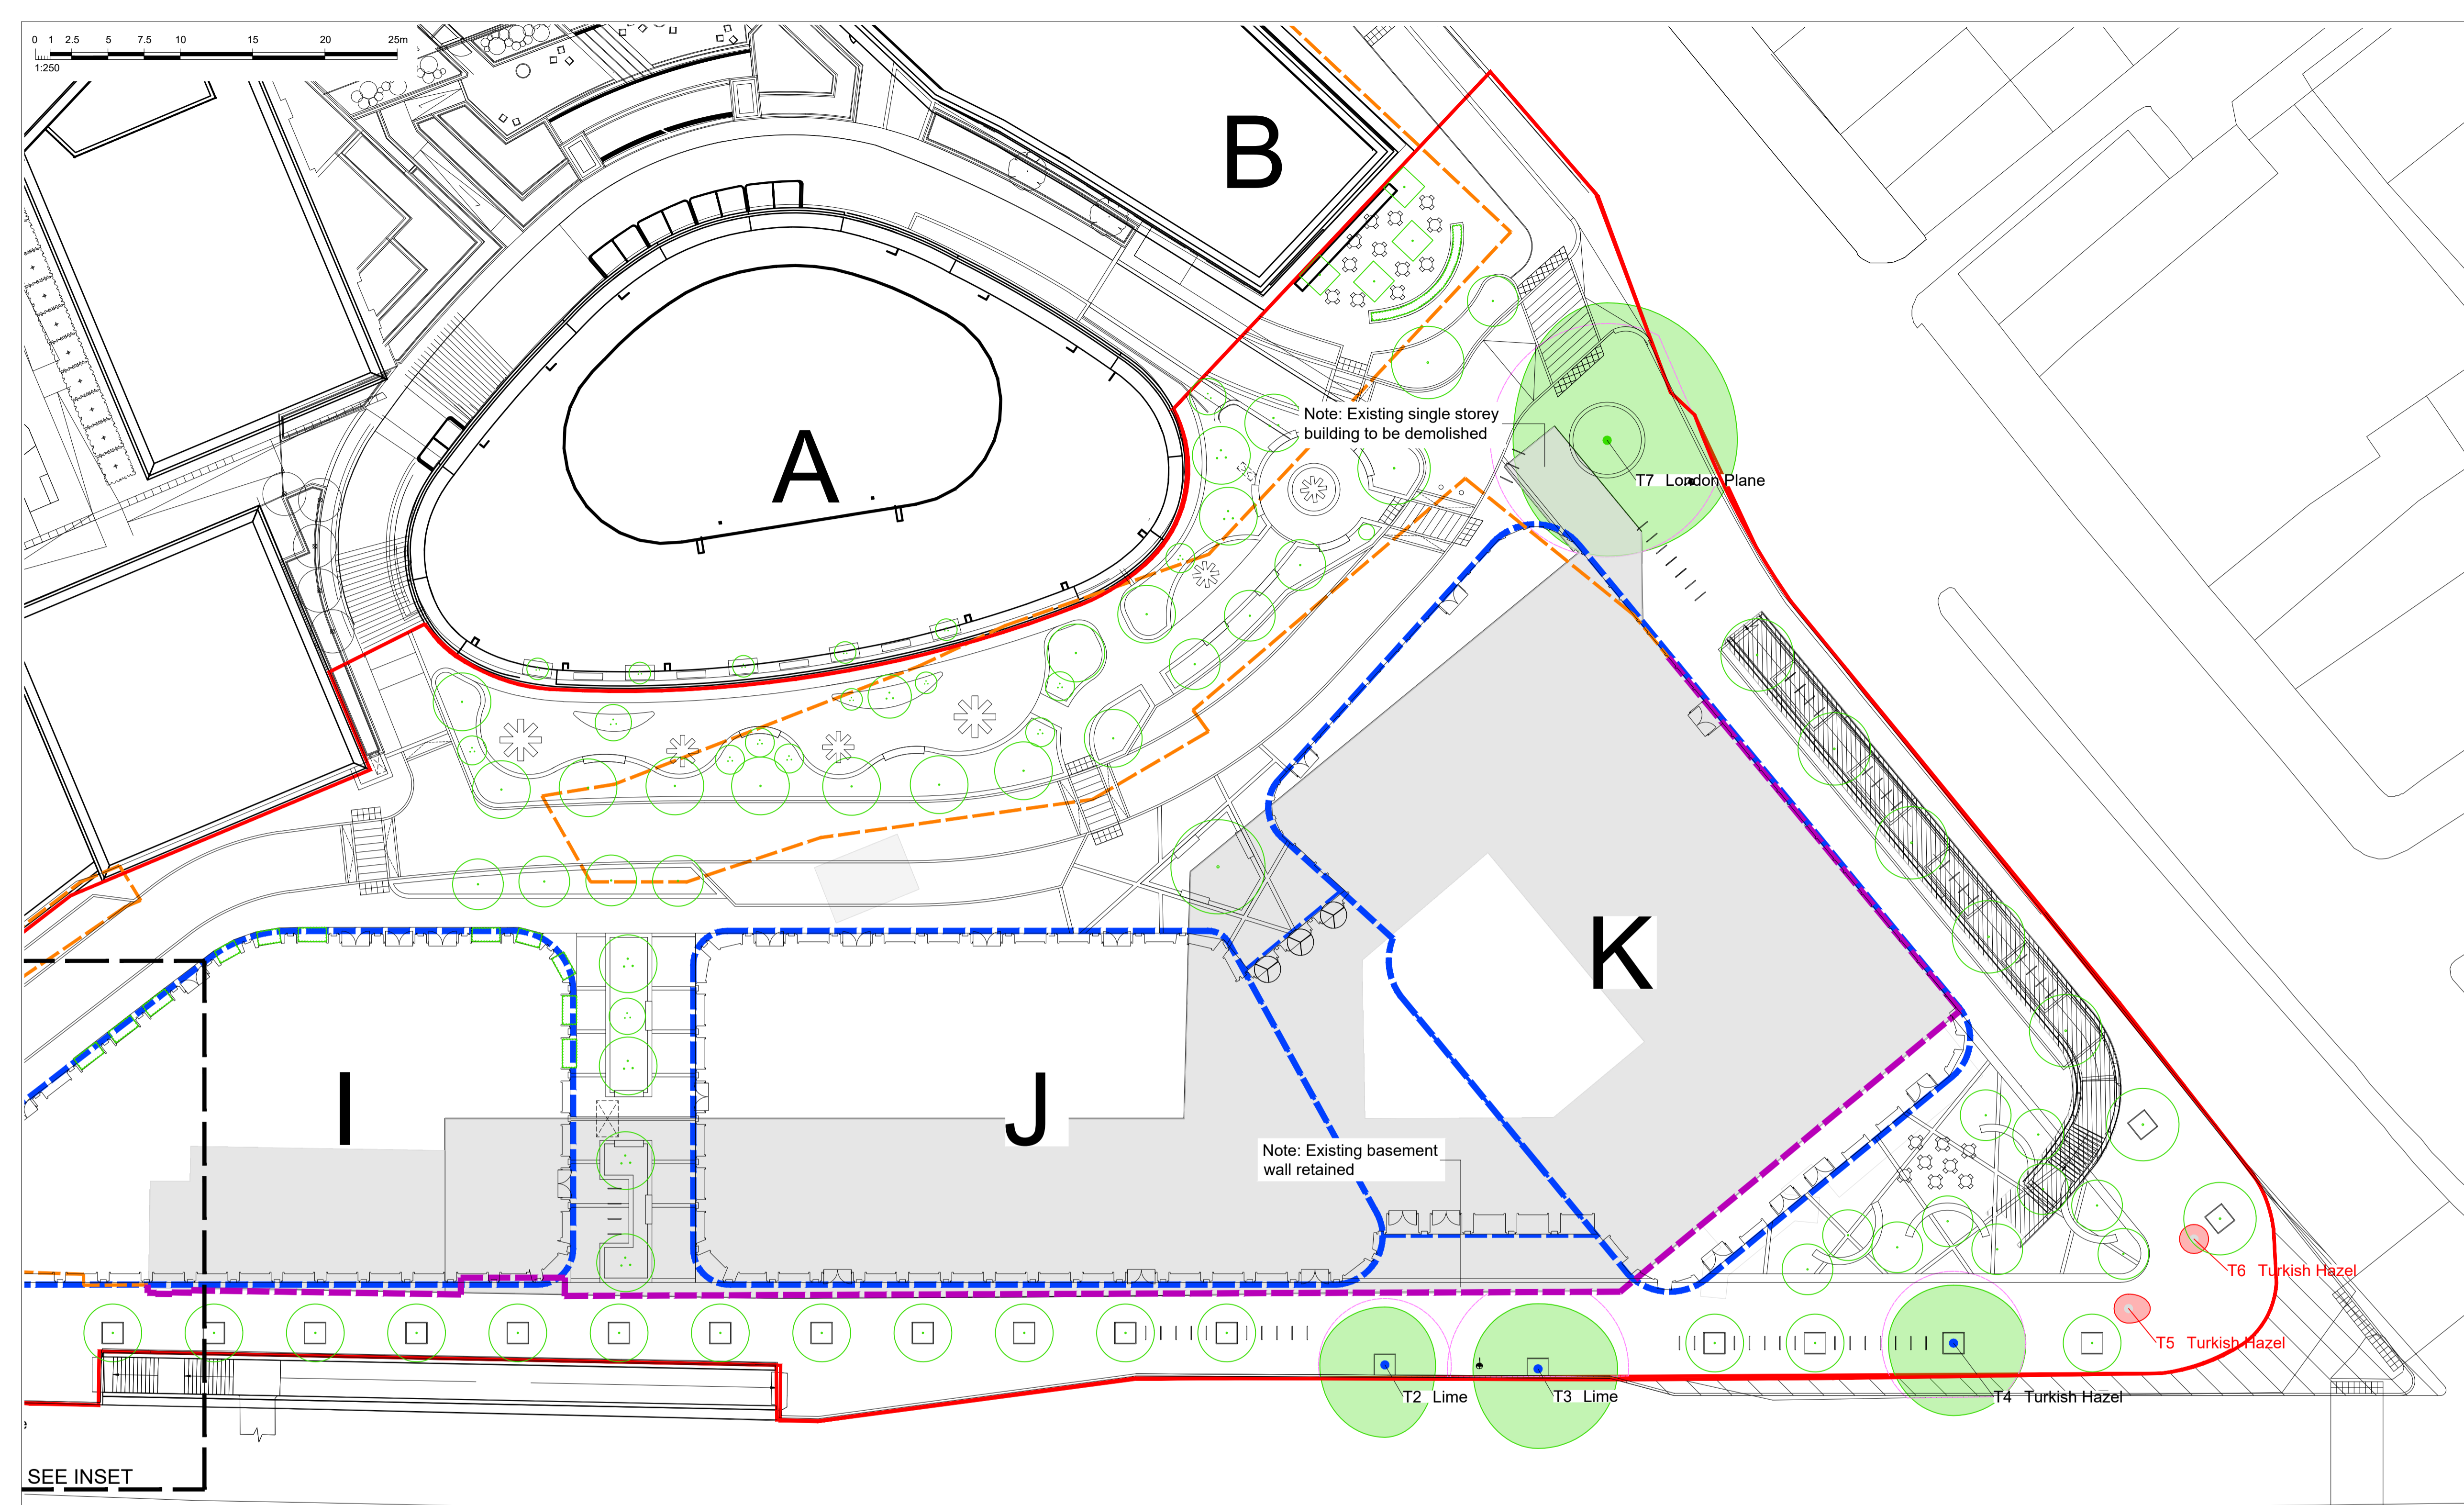 0 1 2.5 5 7.5 10 15 20 25m
1:250
B
A
Note: Existing single storey
building to be demolished
T7 London Plane
K
I
J
Note: Existing basement
wall retained
T6 Turkish Hazel
T5 Turkish Hazel
T2 Lime
T3 Lime
T4 Turkish Hazel
SEE INSET